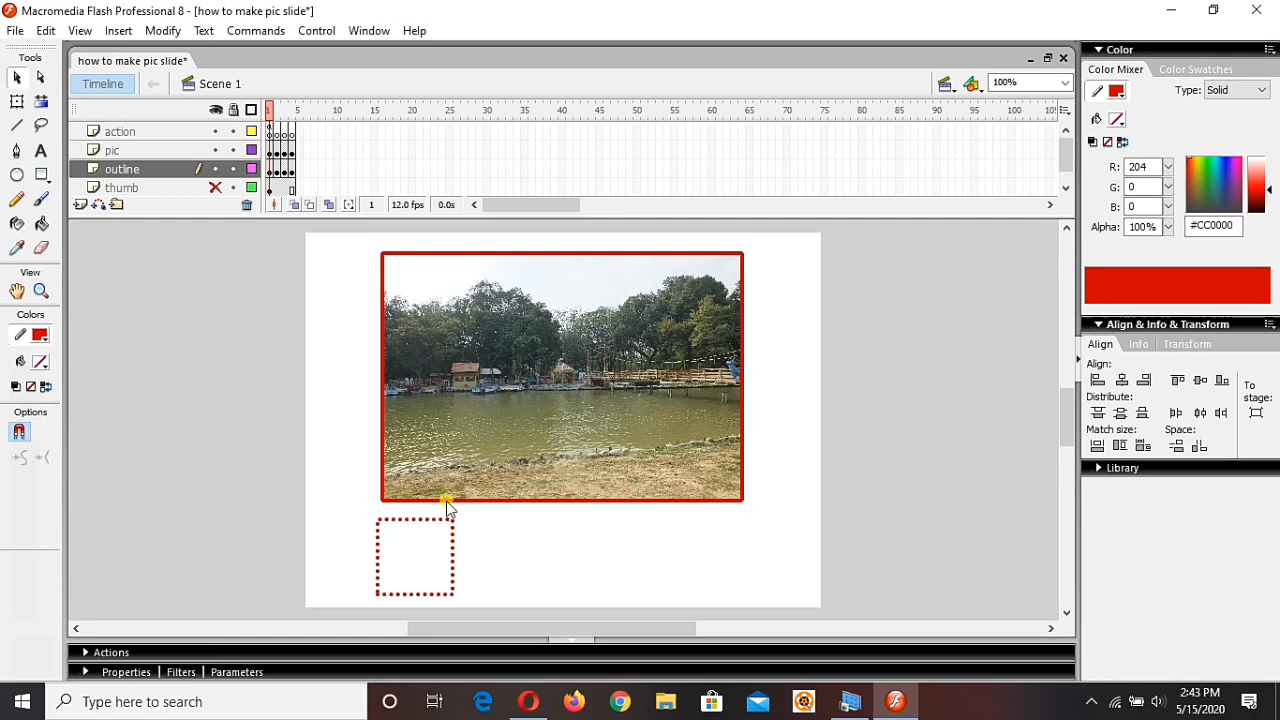 Macromedia Flash Professional 8 - [how to make pic slide*]
File Edit View Insert Modify Text Commands Control Window Help
Tools
how to make pic slide*
Timeline Scene 1 100%
1 5 10 15 20 25 30 35 40 45 50 55 60 65 70 75 80 85 90 95 100 105
action
pic
outline
thumb
1 12.0 fps 0.0s
View
Colors
Options
Color
Color Mixer Color Swatches
Type: Solid
R: 204
G: 0
B: 0
Alpha: 100% #CC0000
Align & Info & Transform
Align Info Transform
Align:
To stage:
Distribute:
Match size: Space:
Library
Actions
Properties Filters Parameters
Type here to search
2:43 PM
5/15/2020